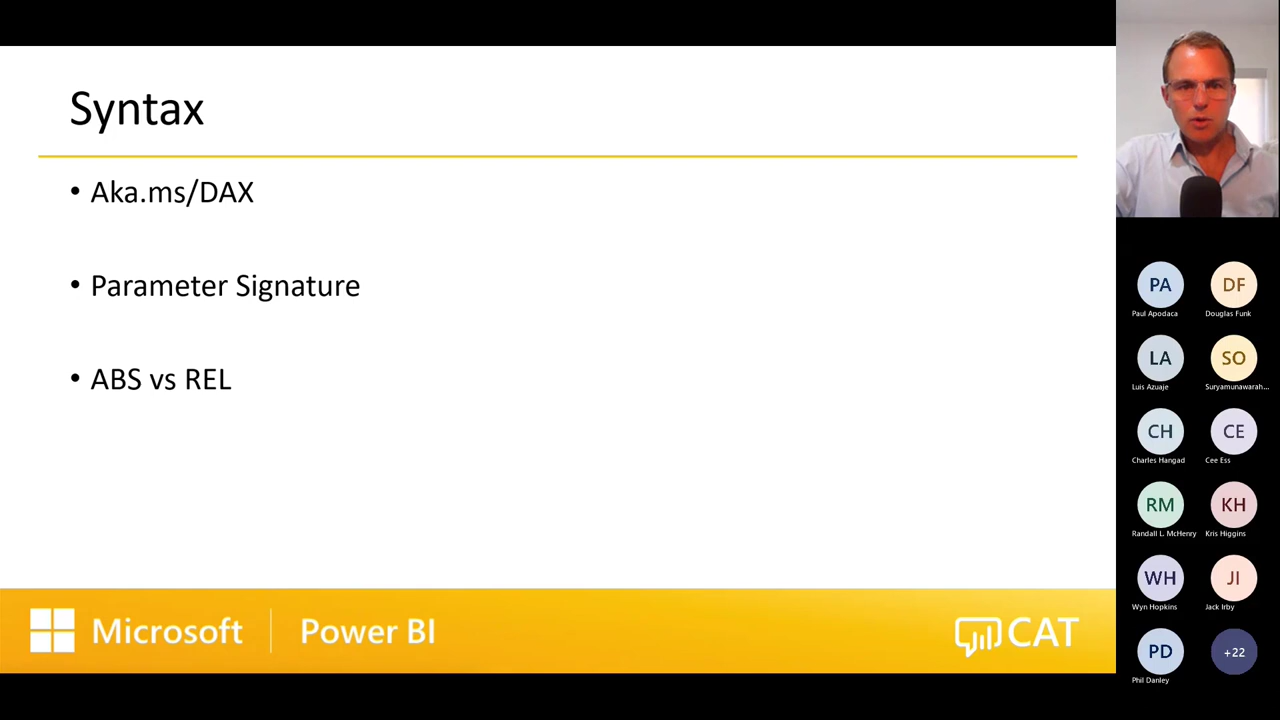 Syntax
• Aka.ms/DAX
• Parameter Signature
• ABS vs REL
Microsoft | Power BI
CAT
PA
DF
Paul Apodaca
Douglas Funk
LA
SO
Luis Azuaje
Suryamunawarah...
CH
CE
Charles Hangad
Cee Ess
RM
KH
Randall L. McHenry
Kris Higgins
WH
JI
Wyn Hopkins
Jack Irby
PD
+22
Phil Danley